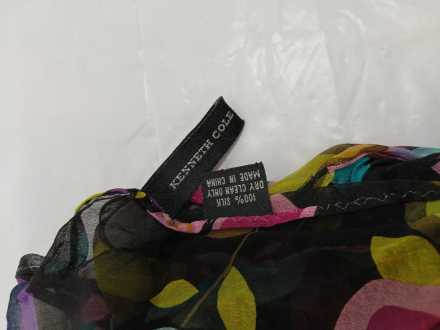 KENNETH COLE
100% SILK
DRY CLEAN ONLY
MADE IN CHINA